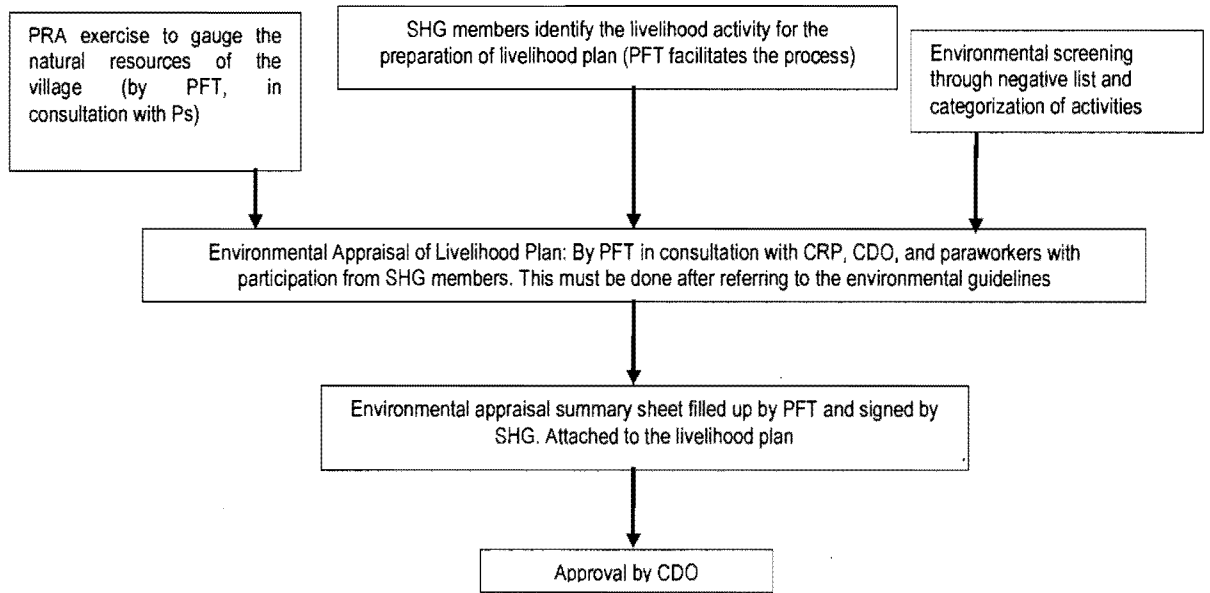 PRA exercise to gauge the
natural resources of the
village (by PFT, in
consultation with Ps)
SHG members identify the livelihood activity for the
preparation of livelihood plan (PFT facilitates the process)
Environmental screening
through negative list and
categorization of activities
Environmental Appraisal of Livelihood Plan: By PFT in consultation with CRP, CDO, and paraworkers with
participation from SHG members. This must be done after referring to the environmental guidelines
Environmental appraisal summary sheet filled up by PFT and signed by
SHG. Attached to the livelihood plan
Approval by CDO